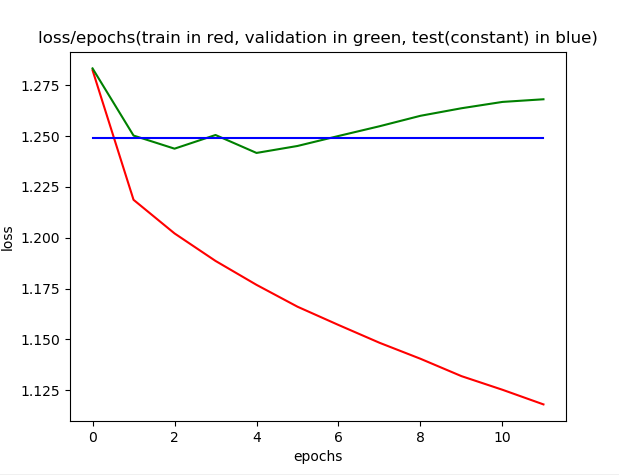 loss/epochs(train in red, validation in green, test(constant) in blue)
1.275
1.250
1.225
1.200
1.175
1.150
1.125
loss
0 2 4 6 8 10
epochs